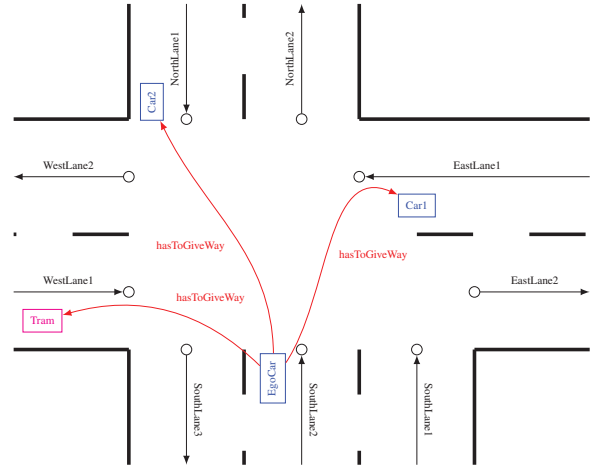 NorthLane1
NorthLane2
Car2
WestLane2
EastLane1
Car1
hasToGiveWay
hasToGiveWay
WestLane1
EastLane2
hasToGiveWay
Tram
EgoCar
SouthLane3
SouthLane2
SouthLane1